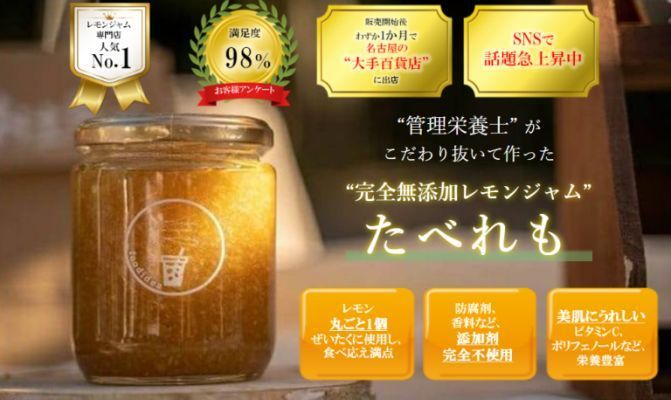 レモンジャム
専門店
人気
No.1
満足度
98%
お客様アンケート
販売開始後
わずか1か月で
名古屋の
“大手百貨店”
に出店
SNSで
話題急上昇中
“管理栄養士” が
こだわり抜いて作った
“完全無添加レモンジャム”
たべれも
foodidea
レモン
丸ごと1個
ぜいたくに使用し、
食べ応え満点
防腐剤、
香料など、
添加剤
完全不使用
美肌にうれしい
ビタミンC、
ポリフェノールなど、
栄養豊富